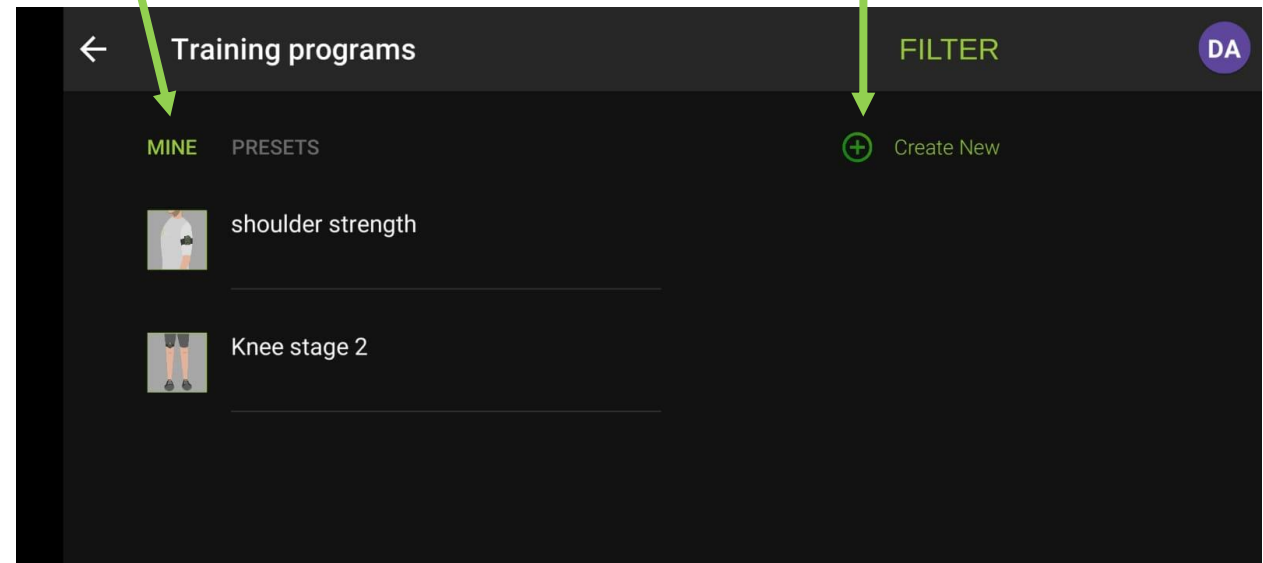 Training programs
FILTER
DA
MINE PRESETS
Create New
shoulder strength
Knee stage 2